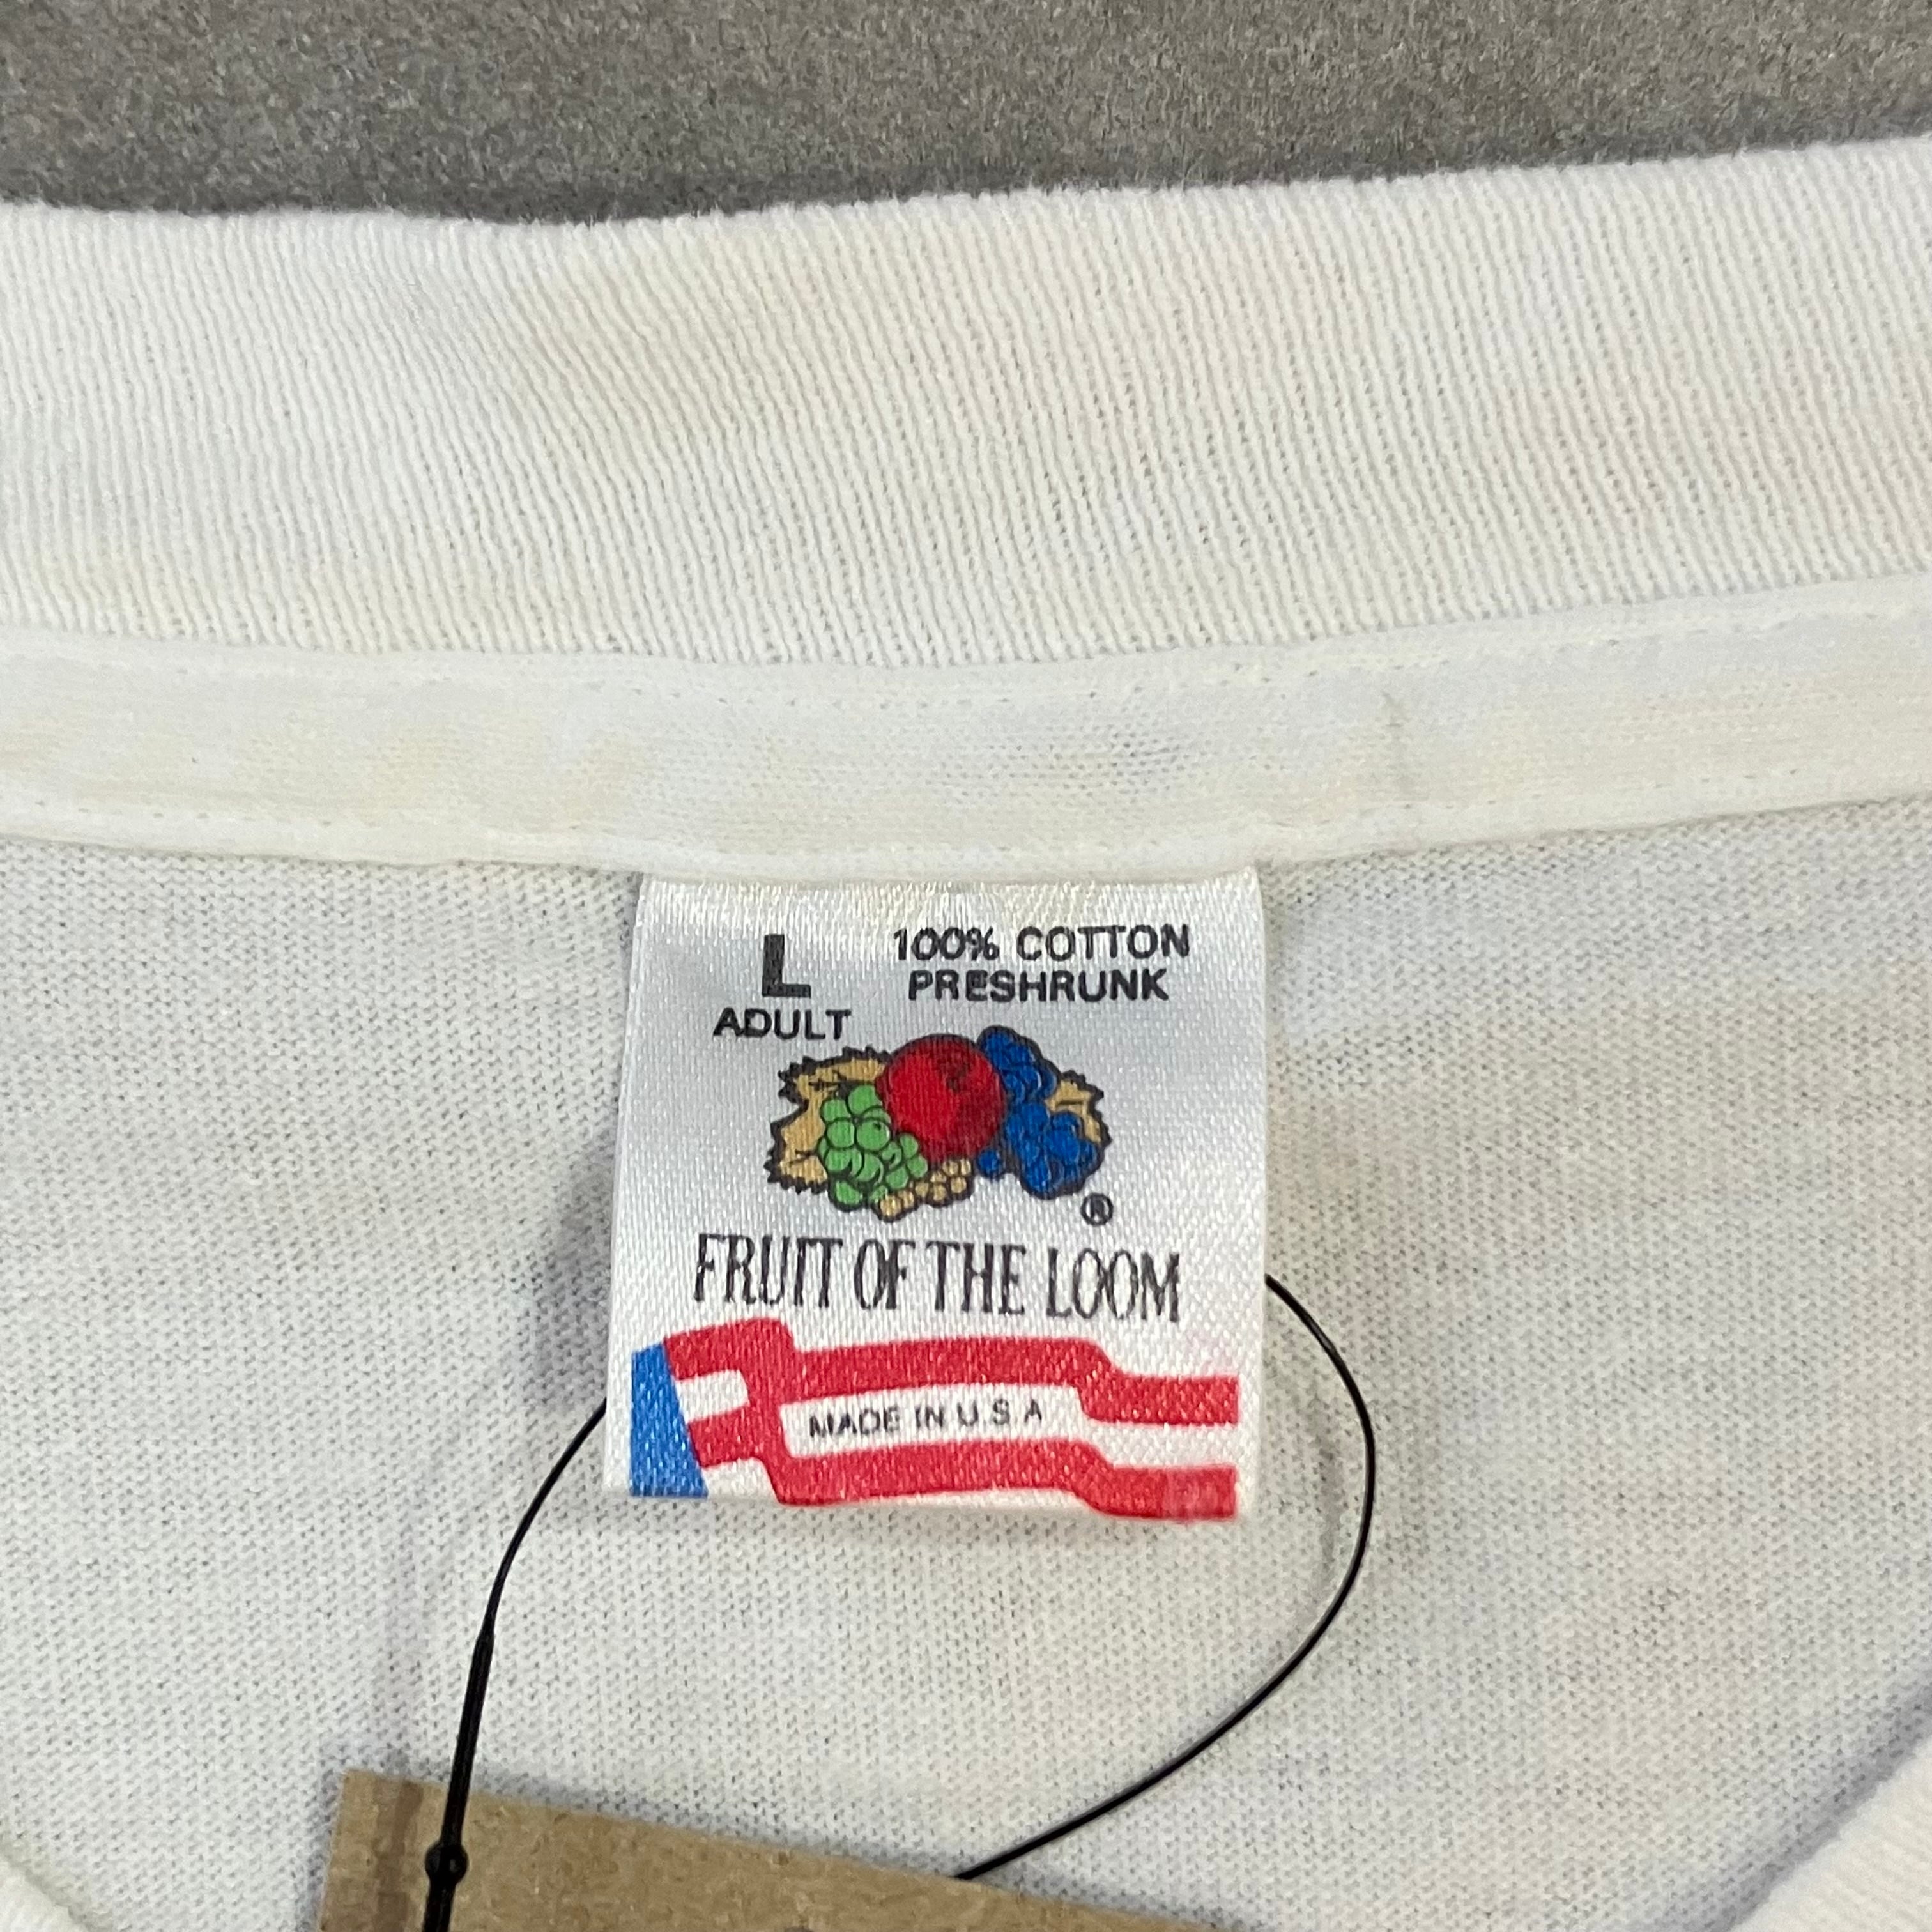 L
100% COTTON
PRESHRUNK
ADULT
®
FRUIT OF THE LOOM
MADE IN U.S A